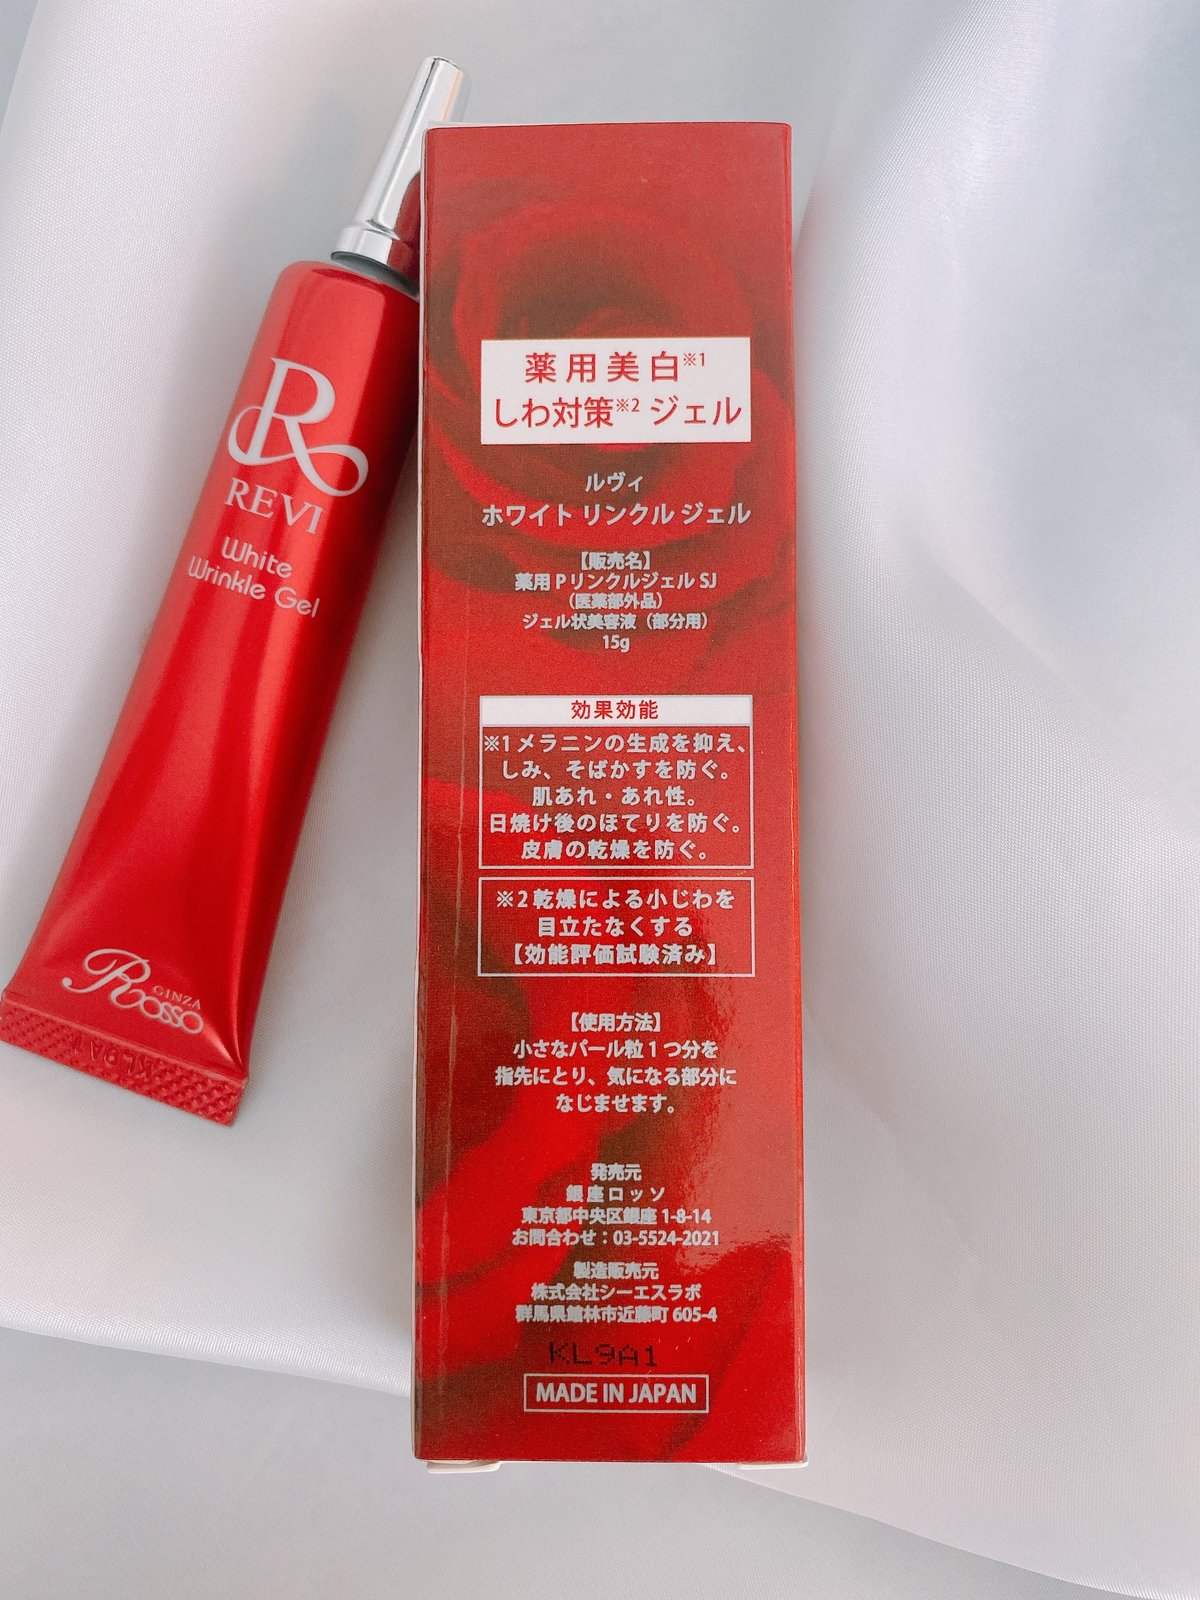 R
REVI
White
Wrinkle Gel
GINZA
Rosso
薬用美白※1
しわ対策※2 ジェル
ルヴィ
ホワイト リンクル ジェル
【販売名】
薬用 P リンクルジェル SJ
（医薬部外品）
ジェル状美容液（部分用）
15g
効果効能
※1 メラニンの生成を抑え、
しみ、そばかすを防ぐ。
肌あれ・あれ性。
日焼け後のほてりを防ぐ。
皮膚の乾燥を防ぐ。
※2 乾燥による小じわを
目立たなくする
【効能評価試験済み】
【使用方法】
小さなパール粒 1 つ分を
指先にとり、気になる部分に
なじませます。
発売元
銀座ロッソ
東京都中央区銀座 1-8-14
お問合わせ：03-5524-2021
製造販売元
株式会社シーエスラボ
群馬県館林市近藤町 605-4
KL9A1
MADE IN JAPAN